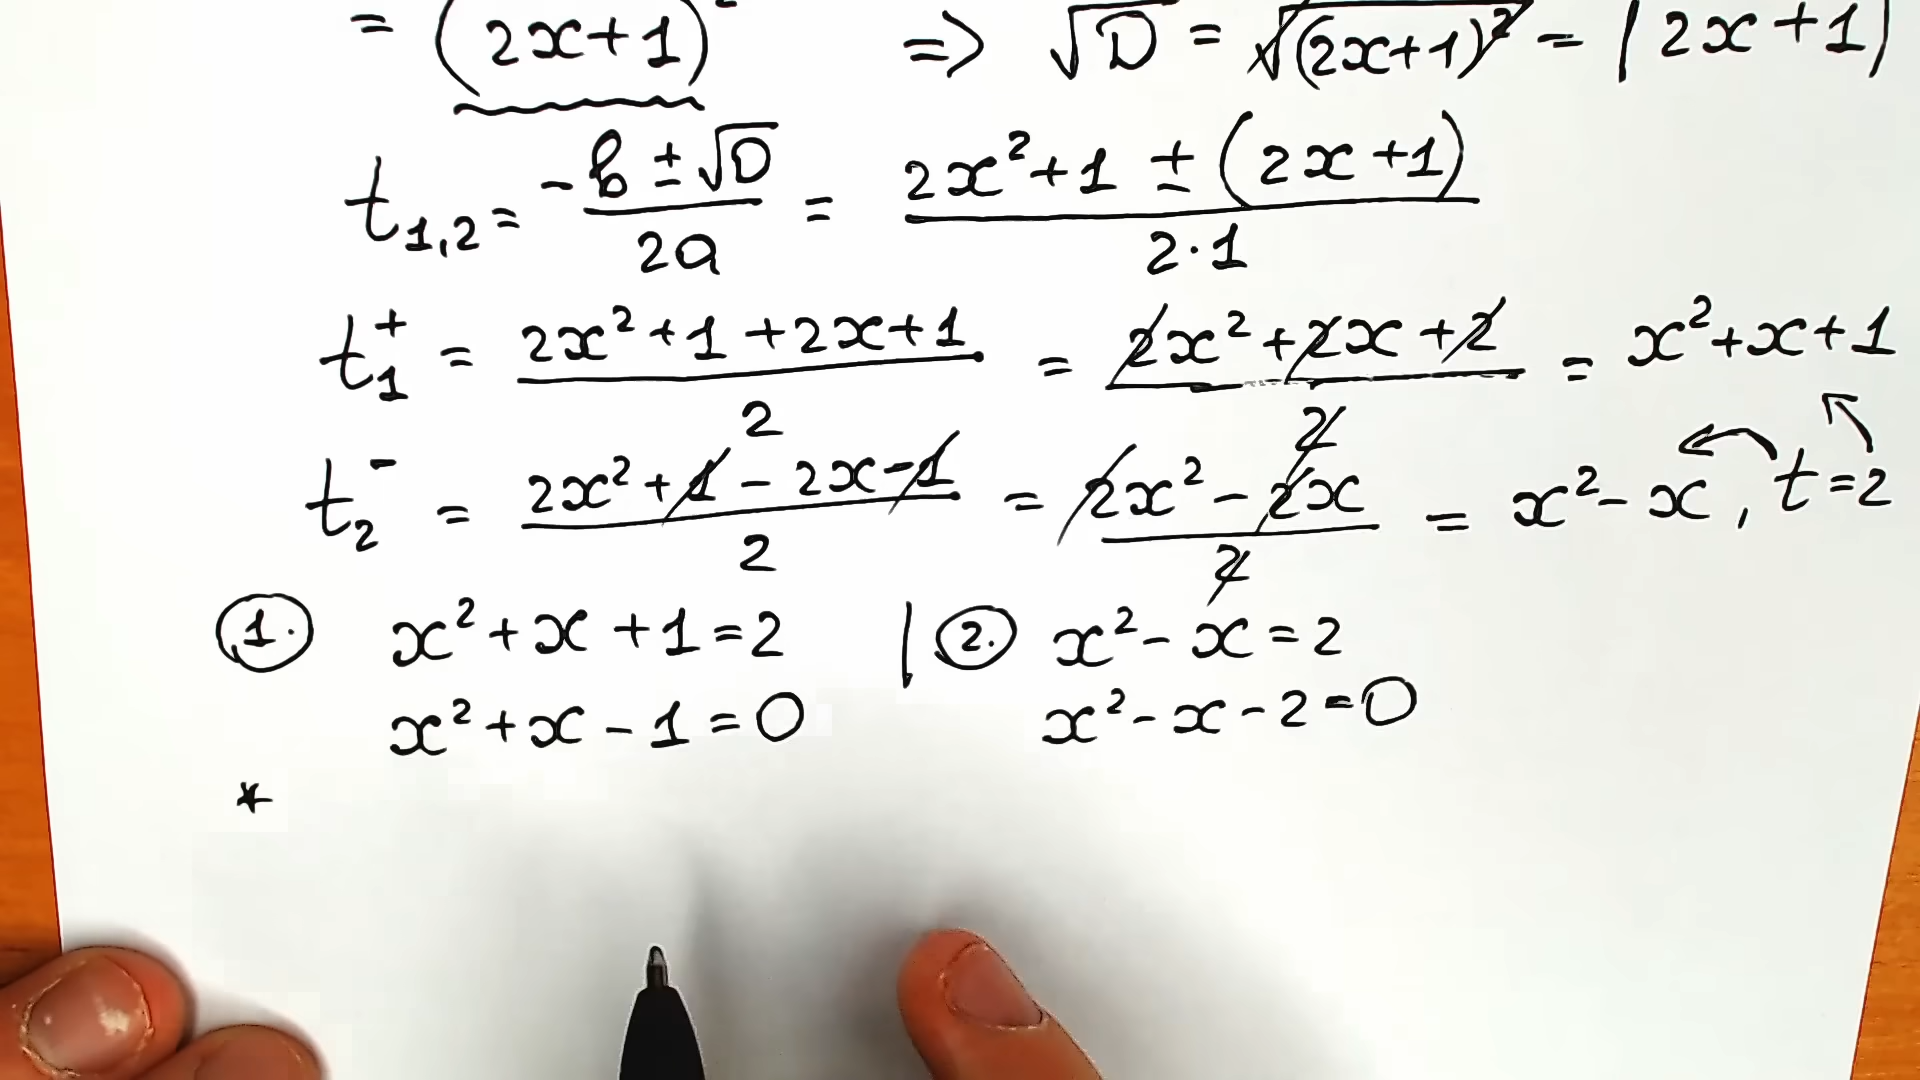 = (2x+1)² => √D = √(2x+1)² = |2x+1|
t1,2 = -b ± √D / 2a = 2x²+1 ± (2x+1) / 2·1
t1⁺ = 2x²+1+2x+1 / 2 = 2x²+2x+2 / 2 = x²+x+1
t2⁻ = 2x²+1-2x-1 / 2 = 2x²-2x / 2 = x²-x, t=2
1. x²+x+1=2 | 2. x²-x=2
x²+x-1=0 x²-x-2=0
*